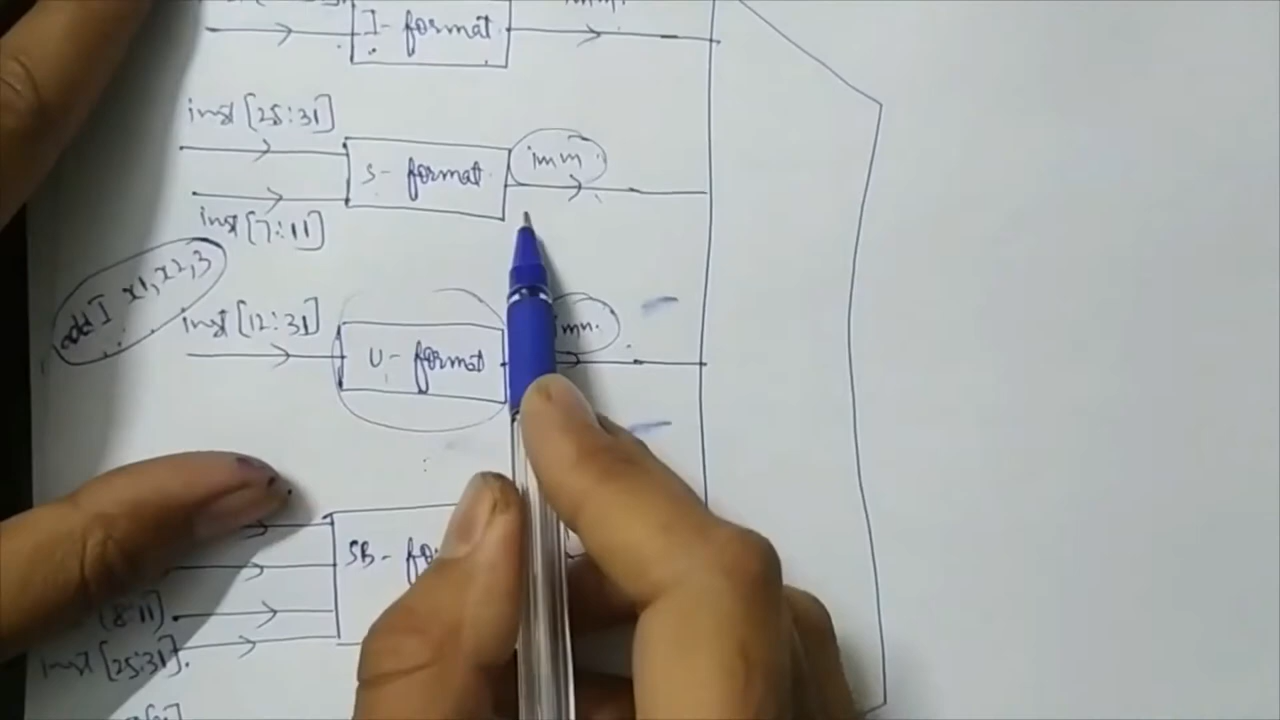 I- format
inst [25:31]
S- format
imm.
inst [7:11]
addI x1, x2, 3
inst [12:31]
U- format
imm.
SB- fo
[8:11]
inst [25:31].